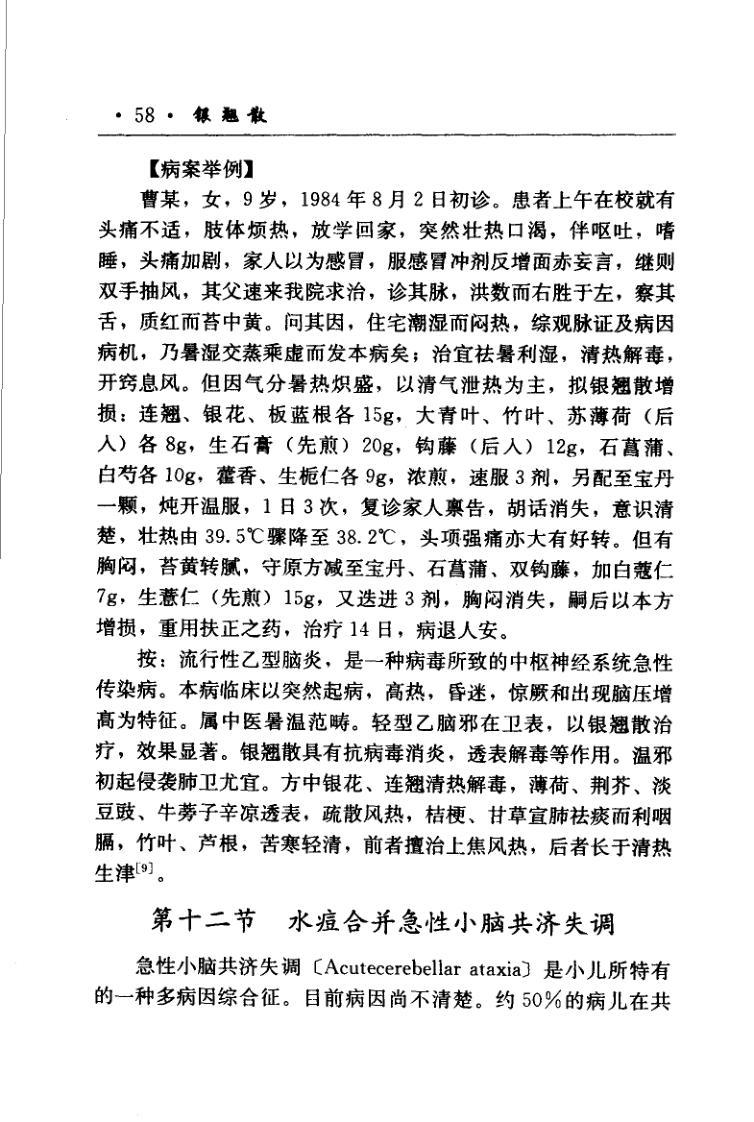 · 58 · 银翘散
【病案举例】
曹某，女，9岁，1984年8月2日初诊。患者上午在校就有
头痛不适，肢体烦热，放学回家，突然壮热口渴，伴呕吐，嗜
睡，头痛加剧，家人以为感冒，服感冒冲剂反增面赤妄言，继则
双手抽风，其父速来我院求治，诊其脉，洪数而右胜于左，察其
舌，质红而苔中黄。问其因，住宅潮湿而闷热，综观脉证及病因
病机，乃暑湿交蒸乘虚而发本病矣；治宜祛暑利湿，清热解毒，
开窍息风。但因气分暑热炽盛，以清气泄热为主，拟银翘散增
损：连翘、银花、板蓝根各15g，大青叶、竹叶、苏薄荷（后
人）各8g，生石膏（先煎）20g，钩藤（后人）12g，石菖蒲、
白芍各10g，藿香、生栀仁各9g，浓煎，速服3剂，另配至宝丹
一颗，炖开温服，1日3次，复诊家人禀告，胡话消失，意识清
楚，壮热由39.5℃骤降至38.2℃，头项强痛亦大有好转。但有
胸闷，苔黄转腻，守原方减至宝丹、石菖蒲、双钩藤，加白蔻仁
7g，生薏仁（先煎）15g，又迭进3剂，胸闷消失，嗣后以本方
增损，重用扶正之药，治疗14日，病退人安。
按：流行性乙型脑炎，是一种病毒所致的中枢神经系统急性
传染病。本病临床以突然起病，高热，昏迷，惊厥和出现脑压增
高为特征。属中医暑温范畴。轻型乙脑邪在卫表，以银翘散治
疗，效果显著。银翘散具有抗病毒消炎，透表解毒等作用。温邪
初起侵袭肺卫尤宜。方中银花、连翘清热解毒，薄荷、荆芥、淡
豆豉、牛蒡子辛凉透表，疏散风热，桔梗、甘草宣肺祛痰而利咽
膈，竹叶、芦根，苦寒轻清，前者擅治上焦风热，后者长于清热
生津[9]。
第十二节 水痘合并急性小脑共济失调
急性小脑共济失调〔Acutecerebellar ataxia〕是小儿所特有
的一种多病因综合征。目前病因尚不清楚。约50%的病儿在共